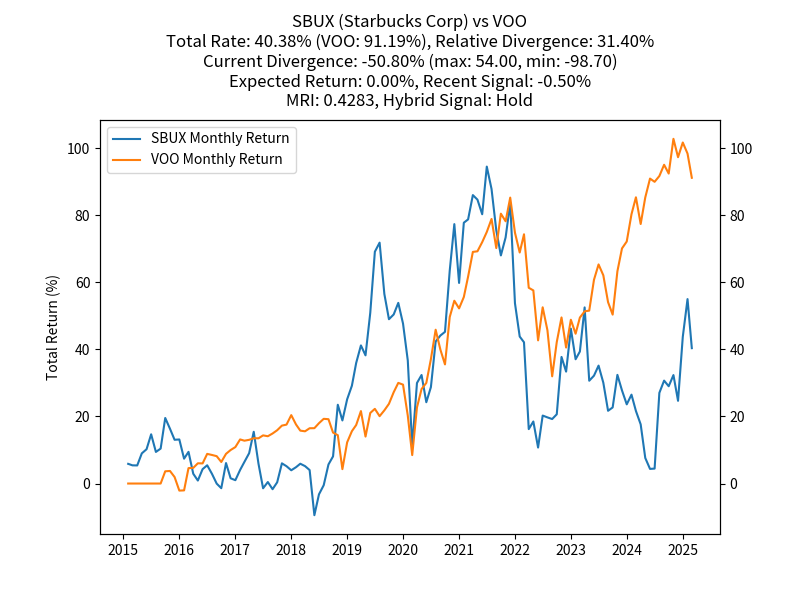 SBUX (Starbucks Corp) vs VOO
Total Rate: 40.38% (VOO: 91.19%), Relative Divergence: 31.40%
Current Divergence: -50.80% (max: 54.00, min: -98.70)
Expected Return: 0.00%, Recent Signal: -0.50%
MRI: 0.4283, Hybrid Signal: Hold
SBUX Monthly Return
VOO Monthly Return
100 100
80 80
60 60
40 40
20 20
0 0
Total Return (%)
2015 2016 2017 2018 2019 2020 2021 2022 2023 2024 2025